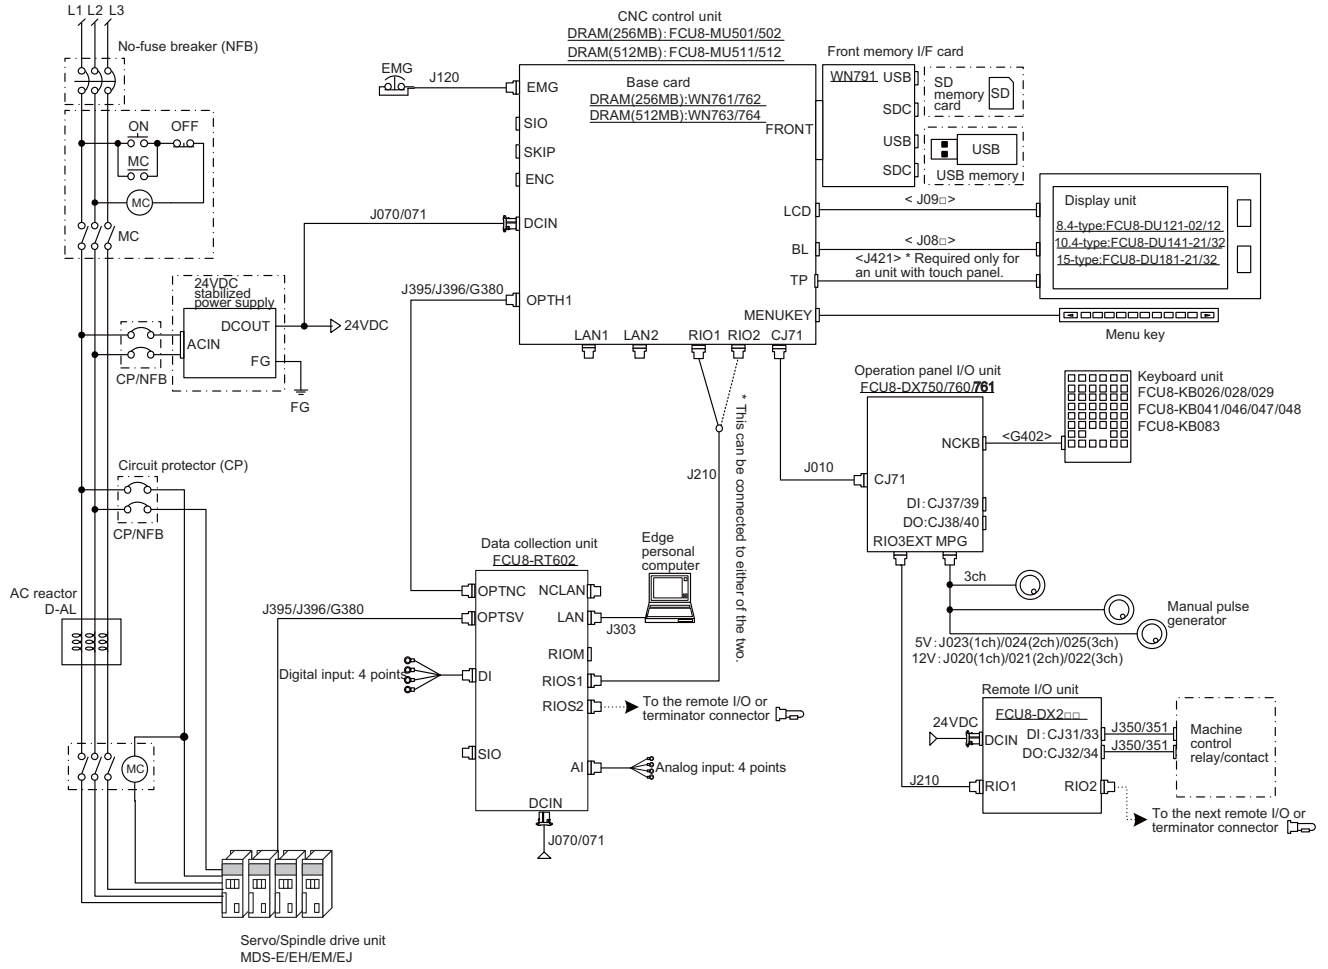 L1 L2 L3
No-fuse breaker (NFB)
ON OFF
MC
MC
MC
24VDC
stabilized
power supply
DCOUT
ACIN
FG
24VDC
FG
CP/NFB
Circuit protector (CP)
CP/NFB
AC reactor
D-AL
MC
Servo/Spindle drive unit
MDS-E/EH/EM/EJ
CNC control unit
DRAM(256MB):FCU8-MU501/502
DRAM(512MB):FCU8-MU511/512
Base card
DRAM(256MB):WN761/762
DRAM(512MB):WN763/764
EMG
J120
EMG
SIO
SKIP
ENC
J070/071
DCIN
J395/J396/G380
OPTH1
LAN1 LAN2 RIO1 RIO2 CJ71
FRONT
LCD
BL
TP
MENUKEY
Front memory I/F card
WN791
USB
SDC
USB
SDC
SD
memory
card
SD
USB
USB memory
< J09□>
< J08□>
<J421> * Required only for
an unit with touch panel.
Display unit
8.4-type:FCU8-DU121-02/12
10.4-type:FCU8-DU141-21/32
15-type:FCU8-DU181-21/32
Menu key
* This can be connected to either of the two.
J210
J010
Operation panel I/O unit
FCU8-DX750/760/761
NCKB
CJ71
DI:CJ37/39
DO:CJ38/40
RIO3EXT MPG
<G402>
Keyboard unit
FCU8-KB026/028/029
FCU8-KB041/046/047/048
FCU8-KB083
3ch
Manual pulse
generator
5V:J023(1ch)/024(2ch)/025(3ch)
12V:J020(1ch)/021(2ch)/022(3ch)
Data collection unit
FCU8-RT602
OPTNC
OPTSV
DI
SIO
NCLAN
LAN
RIOM
RIOS1
RIOS2
AI
DCIN
J395/J396/G380
Digital input: 4 points
Edge
personal
computer
J303
To the remote I/O or
terminator connector
Analog input: 4 points
J070/071
Remote I/O unit
FCU8-DX2□□
24VDC
DCIN
DI:CJ31/33
DO:CJ32/34
RIO1
RIO2
J210
J350/351
J350/351
Machine
control
relay/contact
To the next remote I/O or
terminator connector